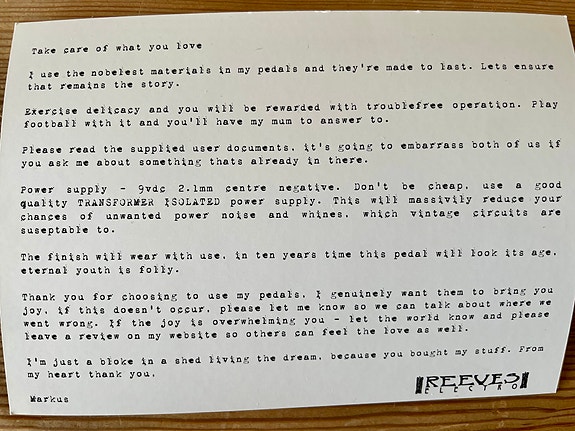 Take care of what you love
I use the nobelest materials in my pedals and they're made to last. Lets ensure
that remains the story.
Exercise delicacy and you will be rewarded with troublefree operation. Play
football with it and you'll have my mum to answer to.
Please read the supplied user documents, it's going to embarrass both of us if
you ask me about something thats already in there.
Power supply - 9vdc 2.1mm centre negative. Don't be cheap, use a good
quality TRANSFORMER ISOLATED power supply. This will massivily reduce your
chances of unwanted power noise and whines, which vintage circuits are
suseptable to.
The finish will wear with use, in ten years time this pedal will look its age,
eternal youth is folly.
Thank you for choosing to use my pedals, I genuinely want them to bring you
joy, if this doesn't occur, please let me know so we can talk about where we
went wrong. If the joy is overwhelming you - let the world know and please
leave a review on my website so others can feel the love as well.
I'm just a bloke in a shed living the dream, because you bought my stuff. From
my heart thank you,
Markus
REEVES
ELECTRO